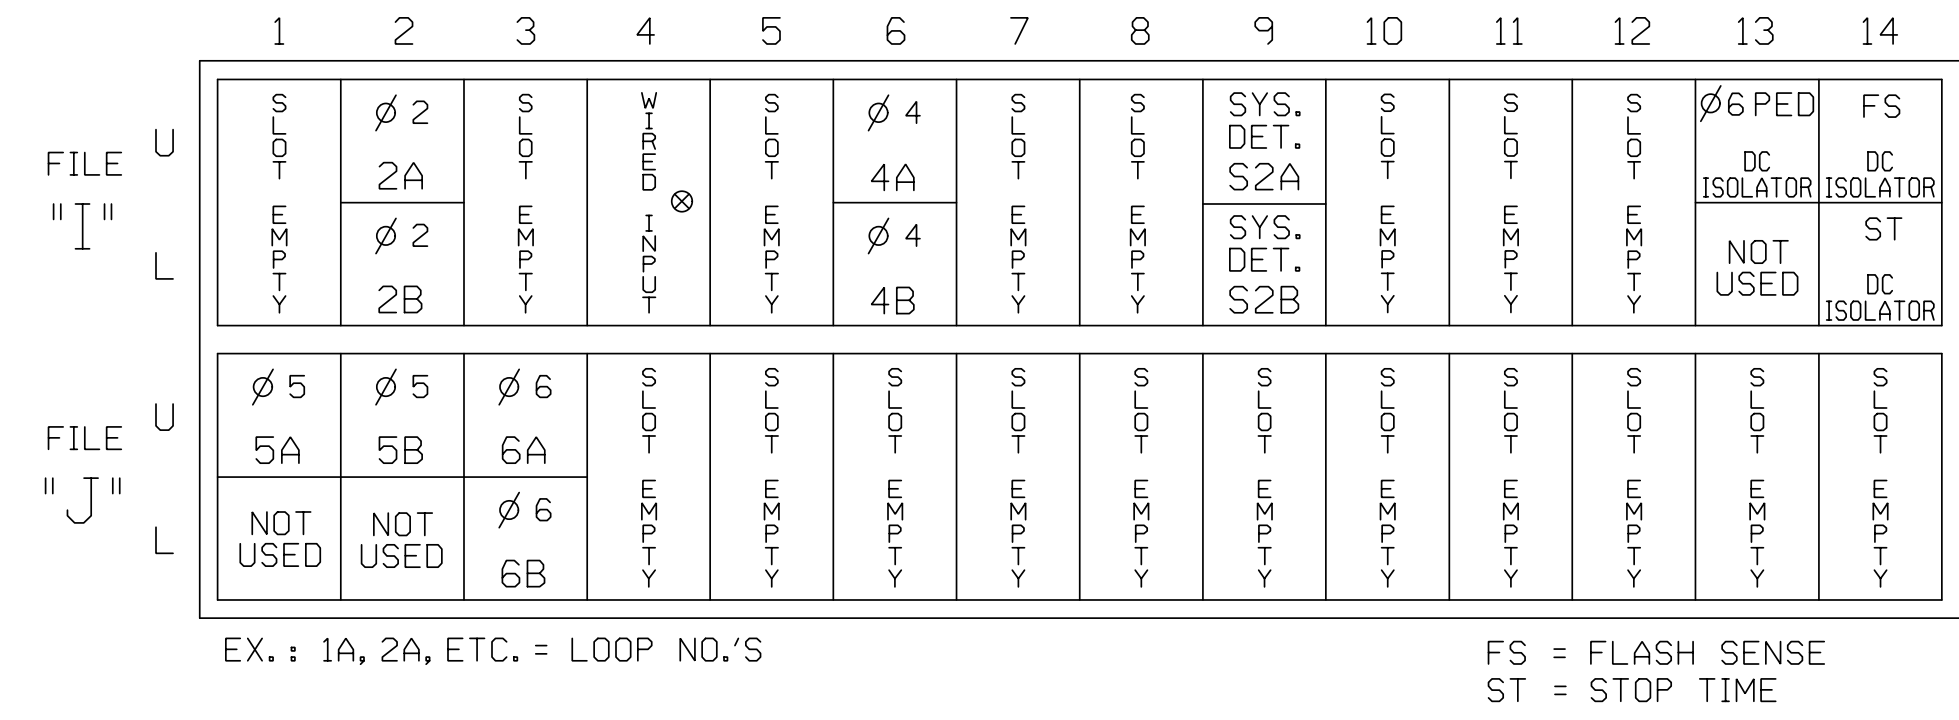 1 2 3 4 5 6 7 8 9 10 11 12 13 14
FILE "I"
U
L
SLOT EMPTY
Ø 2
2A
Ø 2
2B
SLOT EMPTY
WIRED INPUT
SLOT EMPTY
Ø 4
4A
Ø 4
4B
SLOT EMPTY
SLOT EMPTY
SYS.
DET.
S2A
SYS.
DET.
S2B
SLOT EMPTY
SLOT EMPTY
SLOT EMPTY
Ø6 PED
DC
ISOLATOR
NOT
USED
FS
DC
ISOLATOR
ST
DC
ISOLATOR
FILE "J"
U
L
Ø 5
5A
NOT
USED
Ø 5
5B
NOT
USED
Ø 6
6A
Ø 6
6B
SLOT EMPTY
SLOT EMPTY
SLOT EMPTY
SLOT EMPTY
SLOT EMPTY
SLOT EMPTY
SLOT EMPTY
SLOT EMPTY
SLOT EMPTY
SLOT EMPTY
SLOT EMPTY
EX.: 1A, 2A, ETC. = LOOP NO.'S
FS = FLASH SENSE
ST = STOP TIME